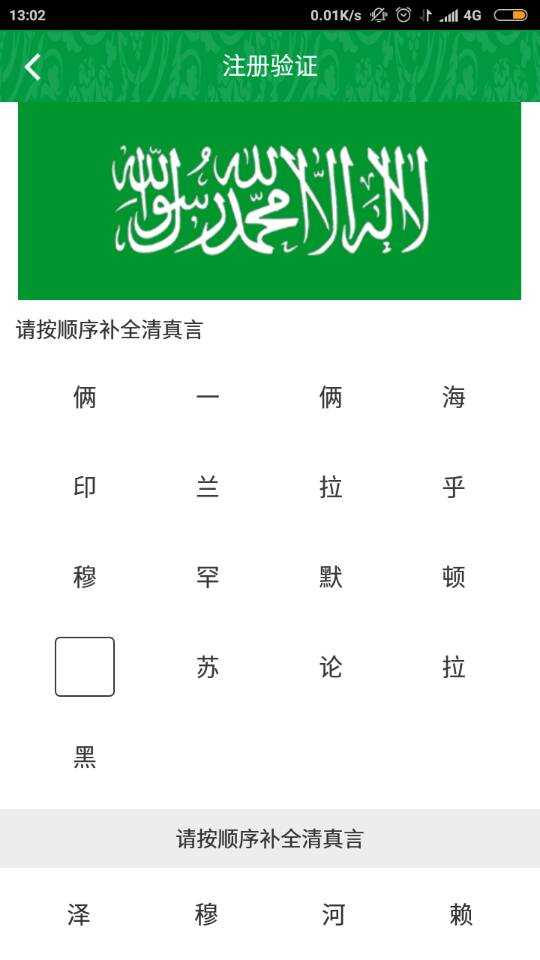 13:02 0.01K/s 4G
注册验证
لا إله إلا الله محمد رسول الله
请按顺序补全清真言
俩 一 俩 海
印 兰 拉 乎
穆 罕 默 顿
苏 论 拉
黑
请按顺序补全清真言
泽 穆 河 赖